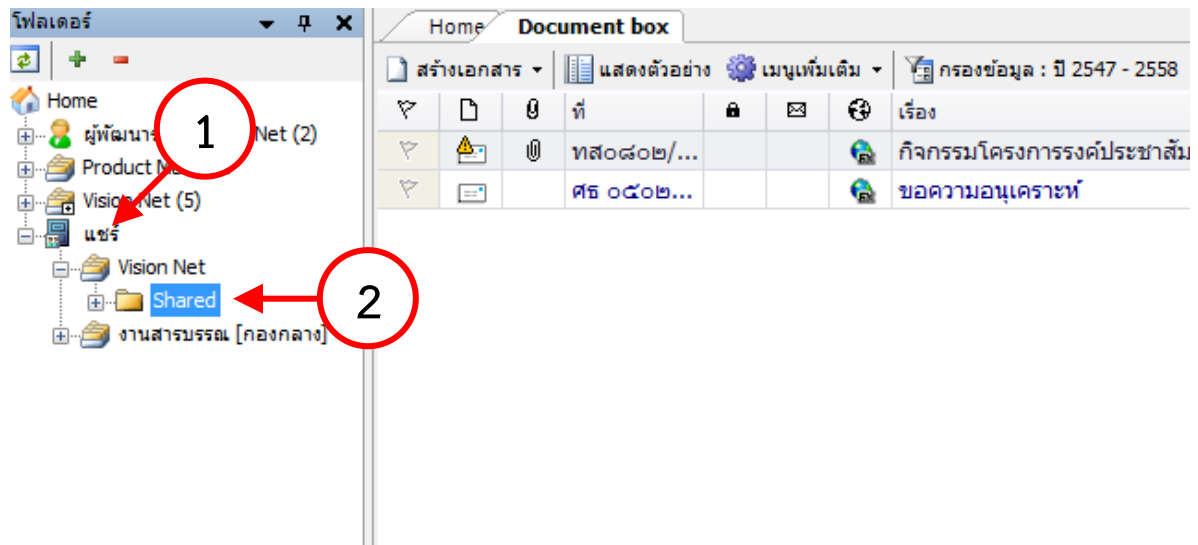 โฟลเดอร์
Home Document box
สร้างเอกสาร แสดงตัวอย่าง เมนูเพิ่มเติม กรองข้อมูล : ปี 2547 - 2558
Home
Net (2)
Product
Vision Net (5)
แชร์
Vision Net
Shared
งานสารบรรณ [กองกลาง]
1
2
ที่ เรื่อง
ทส๐๘๐๒/... กิจกรรมโครงการรงค์ประชาสัม
ศธ ๐๕๐๒... ขอความอนุเคราะห์